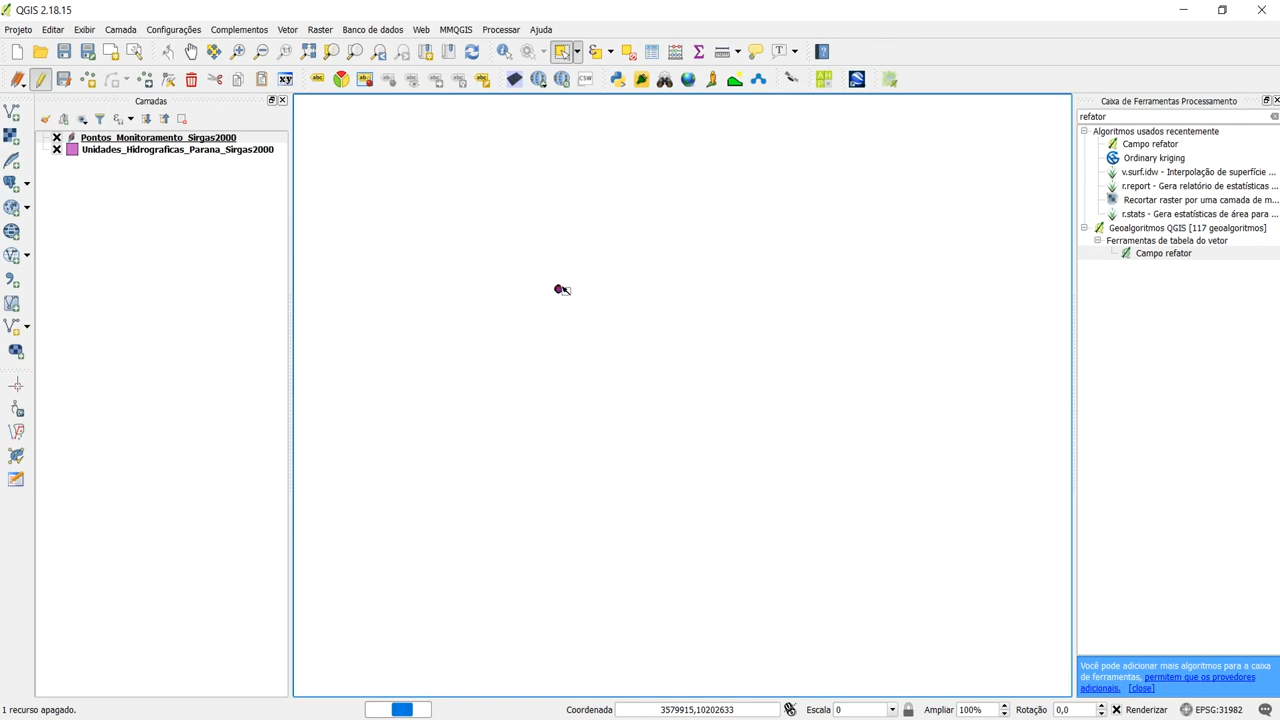 QGIS 2.18.15
Projeto Editar Exibir Camada Configurações Complementos Vetor Raster Banco de dados Web MMQGIS Processar Ajuda
Camadas
Pontos_Monitoramento_Sirgas2000
Unidades_Hidrograficas_Parana_Sirgas2000
Caixa de Ferramentas Processamento
refator
Algoritmos usados recentemente
Campo refator
Ordinary kriging
v.surf.idw - Interpolação de superfície ...
r.report - Gera relatório de estatísticas ...
Recortar raster por uma camada de m...
r.stats - Gera estatísticas de área para ...
Geoalgoritmos QGIS [117 geoalgoritmos]
Ferramentas de tabela do vetor
Campo refator
Você pode adicionar mais algoritmos para a caixa
de ferramentas, permitem que os provedores
adicionais. [close]
1 recurso apagado. Coordenada 3579915,10202633 Escala 0 Ampliar 100% Rotação 0,0 Renderizar EPSG:31982